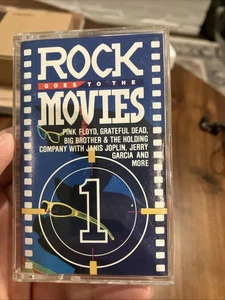 ROCK
GOES TO THE
MOVIES
PINK FLOYD, GRATEFUL DEAD,
BIG BROTHER & THE HOLDING
COMPANY WITH JANIS JOPLIN, JERRY
GARCIA AND
MORE
1